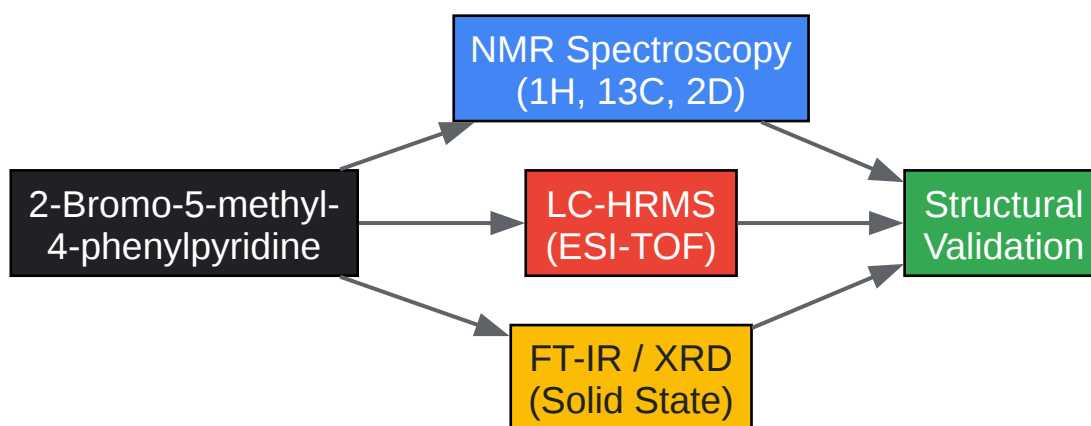 NMR Spectroscopy
(1H, 13C, 2D)
2-Bromo-5-methyl-
4-phenylpyridine
LC-HRMS
(ESI-TOF)
Structural
Validation
FT-IR / XRD
(Solid State)